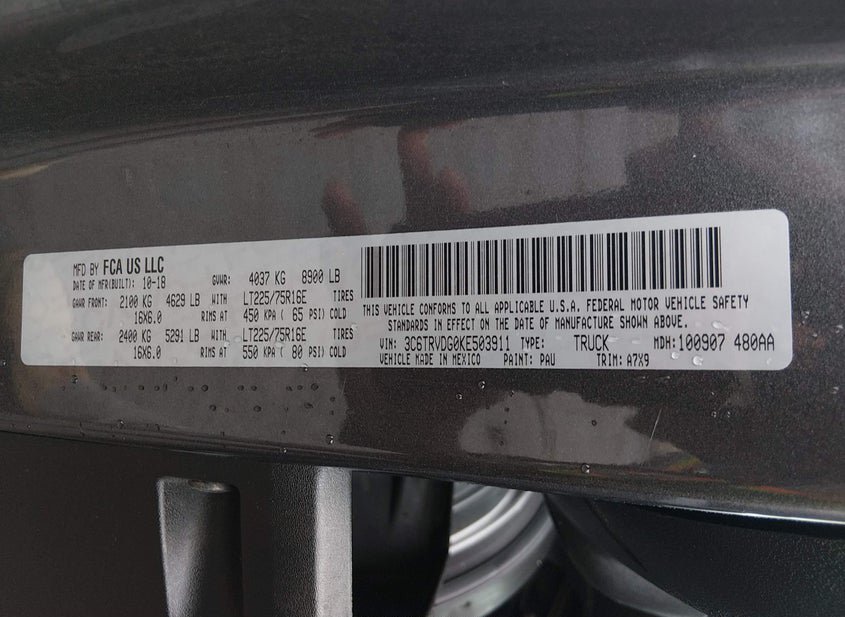 MFD BY FCA US LLC
DATE OF MFR(BUILT): 10-18 GVWR: 4037 KG 8900 LB
GAWR FRONT: 2100 KG 4629 LB WITH LT225/75R16E TIRES
16X6.0 RIMS AT 450 KPA ( 65 PSI) COLD
GAWR REAR: 2400 KG 5291 LB WITH LT225/75R16E TIRES
16X6.0 RIMS AT 550 KPA ( 80 PSI) COLD
THIS VEHICLE CONFORMS TO ALL APPLICABLE U.S.A. FEDERAL MOTOR VEHICLE SAFETY
STANDARDS IN EFFECT ON THE DATE OF MANUFACTURE SHOWN ABOVE.
VIN: 3C6TRVDG0KE503911 TYPE: TRUCK MDH:100907 480AA
VEHICLE MADE IN MEXICO PAINT: PAU TRIM: A7X9